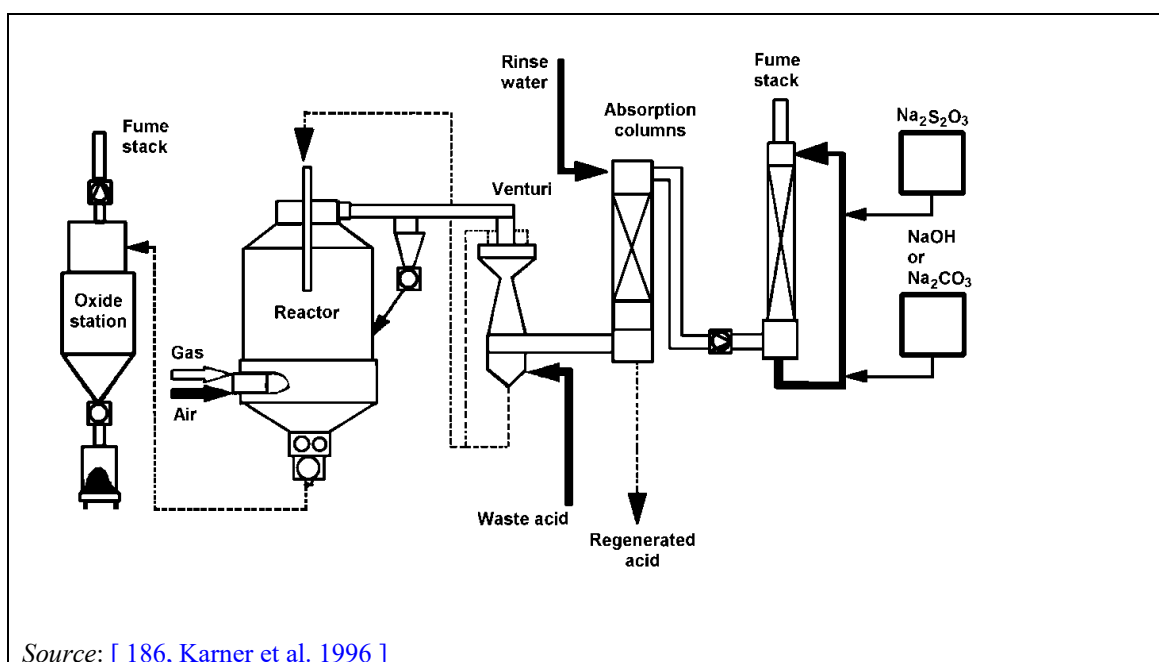 Rinse
water
Fume
stack
Absorption
columns
Na2S2O3
Fume
stack
Venturi
NaOH
or
Na2CO3
Oxide
station
Reactor
Gas
Air
Waste acid
Regenerated
acid
Source: [ 186, Karner et al. 1996 ]